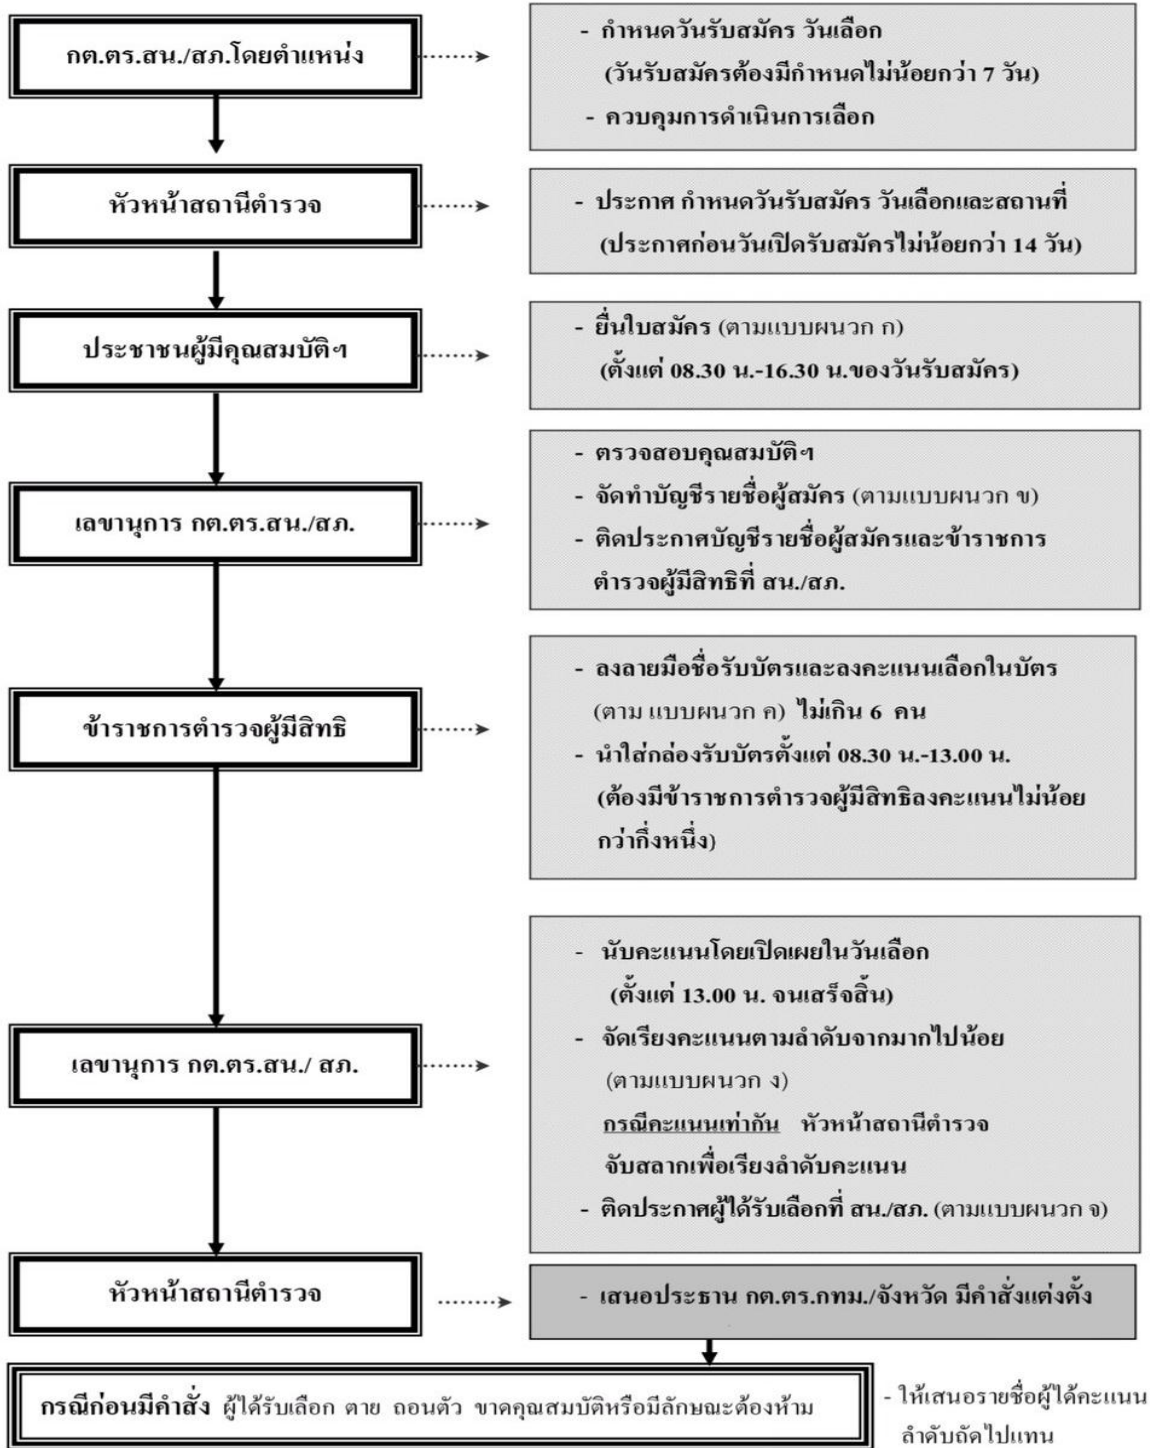 กต.ตร.สน./สภ.โดยตำแหน่ง
- กำหนดวันรับสมัคร วันเลือก
(วันรับสมัครต้องมีกำหนดไม่น้อยกว่า 7 วัน)
- ควบคุมการดำเนินการเลือก
หัวหน้าสถานีตำรวจ
- ประกาศ กำหนดวันรับสมัคร วันเลือกและสถานที่
(ประกาศก่อนวันเปิดรับสมัครไม่น้อยกว่า 14 วัน)
ประชาชนผู้มีคุณสมบัติฯ
- ยื่นใบสมัคร (ตามแบบผนวก ก)
(ตั้งแต่ 08.30 น.-16.30 น.ของวันรับสมัคร)
เลขานุการ กต.ตร.สน./สภ.
- ตรวจสอบคุณสมบัติฯ
- จัดทำบัญชีรายชื่อผู้สมัคร (ตามแบบผนวก ข)
- ติดประกาศบัญชีรายชื่อผู้สมัครและข้าราชการ
ตำรวจผู้มีสิทธิที่ สน./สภ.
ข้าราชการตำรวจผู้มีสิทธิ
- ลงลายมือชื่อรับบัตรและลงคะแนนเลือกในบัตร
(ตาม แบบผนวก ค) ไม่เกิน 6 คน
- นำใส่กล่องรับบัตรตั้งแต่ 08.30 น.-13.00 น.
(ต้องมีข้าราชการตำรวจผู้มีสิทธิลงคะแนนไม่น้อย
กว่ากึ่งหนึ่ง)
เลขานุการ กต.ตร.สน./ สภ.
- นับคะแนนโดยเปิดเผยในวันเลือก
(ตั้งแต่ 13.00 น. จนเสร็จสิ้น)
- จัดเรียงคะแนนตามลำดับจากมากไปน้อย
(ตามแบบผนวก ง)
กรณีคะแนนเท่ากัน หัวหน้าสถานีตำรวจ
จับสลากเพื่อเรียงลำดับคะแนน
- ติดประกาศผู้ได้รับเลือกที่ สน./สภ. (ตามแบบผนวก จ)
หัวหน้าสถานีตำรวจ
- เสนอประธาน กต.ตร.กทม./จังหวัด มีคำสั่งแต่งตั้ง
กรณีก่อนมีคำสั่ง ผู้ได้รับเลือก ตาย ถอนตัว ขาดคุณสมบัติหรือมีลักษณะต้องห้าม
- ให้เสนอรายชื่อผู้ได้คะแนน
ลำดับถัดไปแทน